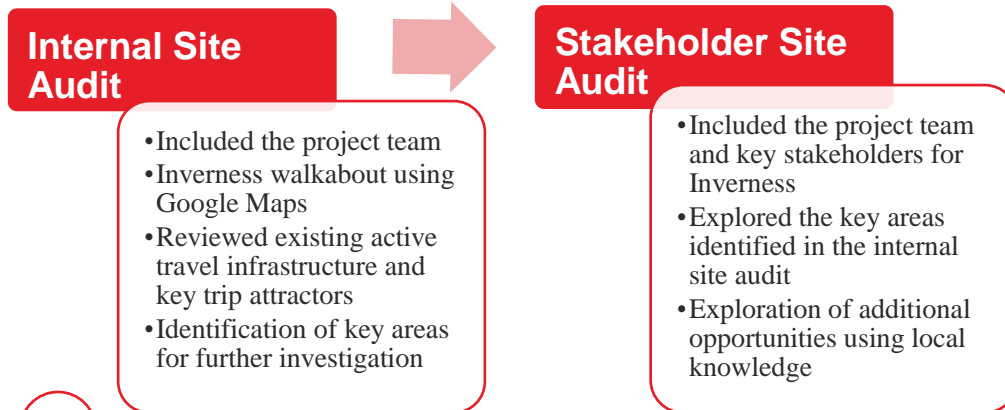 Internal Site
Audit
•Included the project team
•Inverness walkabout using
Google Maps
•Reviewed existing active
travel infrastructure and
key trip attractors
•Identification of key areas
for further investigation
Stakeholder Site
Audit
•Included the project team
and key stakeholders for
Inverness
•Explored the key areas
identified in the internal
site audit
•Exploration of additional
opportunities using local
knowledge